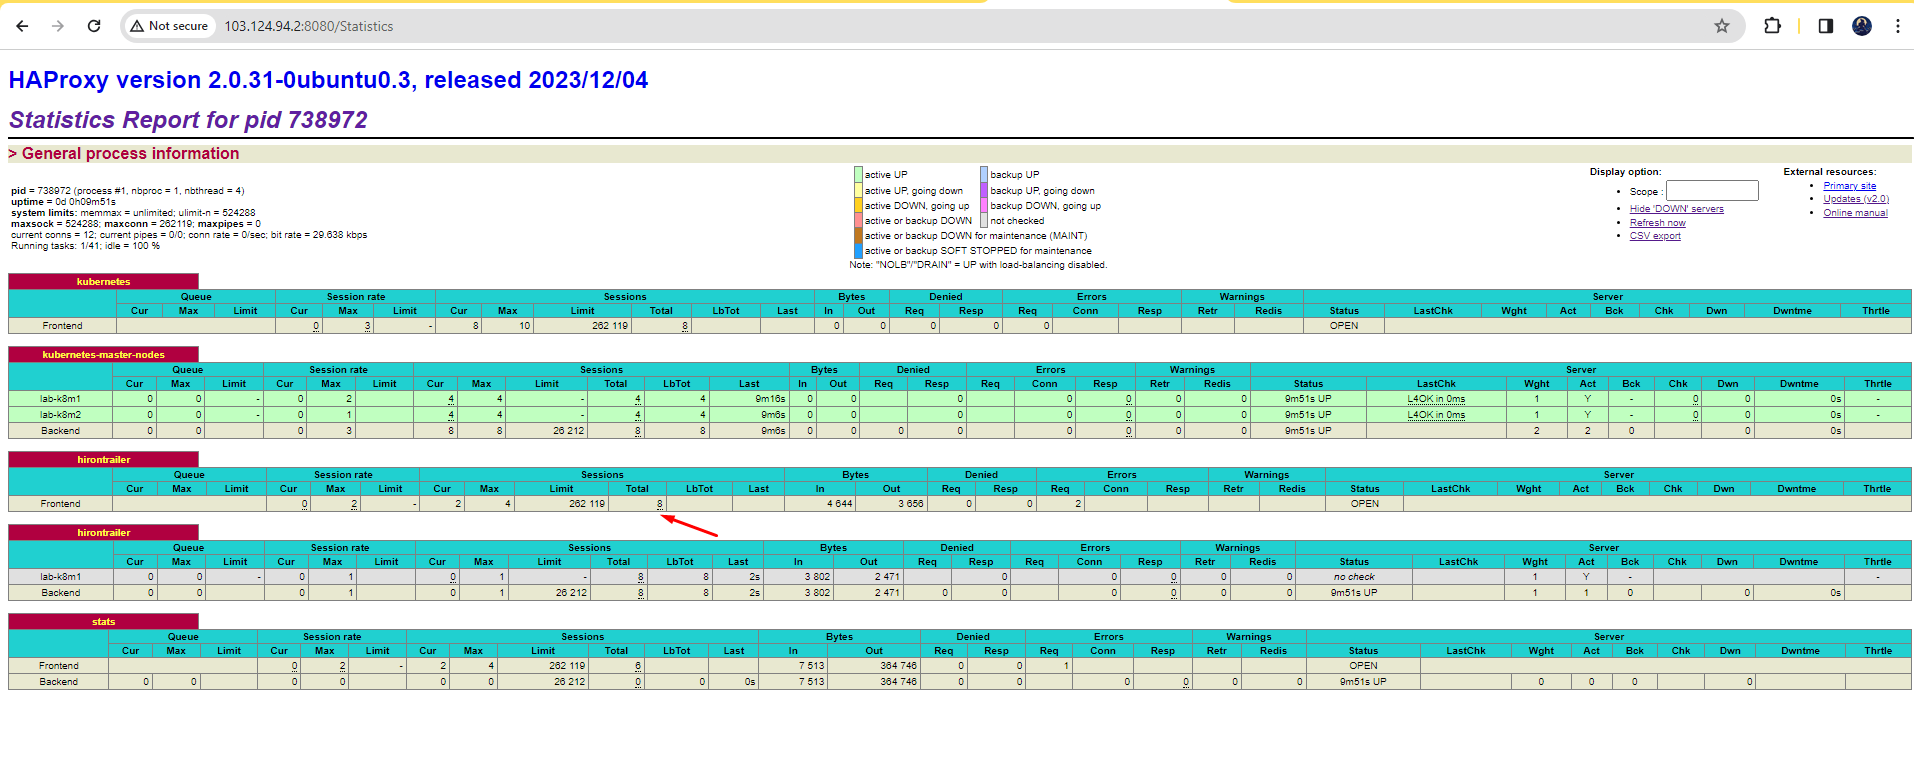 Not secure 103.124.94.2:8080/Statistics
HAProxy version 2.0.31-0ubuntu0.3, released 2023/12/04
Statistics Report for pid 738972
> General process information
pid = 738972 (process #1, nbproc = 1, nbthread = 4)
uptime = 0d 0h09m51s
system limits: memmax = unlimited; ulimit-n = 524288
maxsock = 524288; maxconn = 262119; maxpipes = 0
current conns = 12; current pipes = 0/0; conn rate = 0/sec; bit rate = 29.638 kbps
Running tasks: 1/41; idle = 100 %
active UP backup UP
active UP, going down backup UP, going down
active DOWN, going up backup DOWN, going up
active or backup DOWN not checked
active or backup DOWN for maintenance (MAINT)
active or backup SOFT STOPPED for maintenance
Note: "NOLB"/"DRAIN" = UP with load-balancing disabled.
Display option:
• Scope :
• Hide 'DOWN' servers
• Refresh now
• CSV export
External resources:
• Primary site
• Updates (v2.0)
• Online manual
kubernetes
Queue Session rate Sessions Bytes Denied Errors Warnings Server
Cur Max Limit Cur Max Limit Cur Max Limit Total LbTot Last In Out Req Resp Req Conn Resp Retr Redis Status LastChk Wght Act Bck Chk Dwn Dwntme Thrtle
Frontend 0 3 - 8 10 262 119 8 0 0 0 0 0 OPEN
kubernetes-master-nodes
Queue Session rate Sessions Bytes Denied Errors Warnings Server
Cur Max Limit Cur Max Limit Cur Max Limit Total LbTot Last In Out Req Resp Req Conn Resp Retr Redis Status LastChk Wght Act Bck Chk Dwn Dwntme Thrtle
lab-k8m1 0 0 - 0 2 4 4 - 4 4 9m16s 0 0 0 0 0 0 0 9m51s UP L4OK in 0ms 1 Y - 0 0 0s -
lab-k8m2 0 0 - 0 1 4 4 - 4 4 9m6s 0 0 0 0 0 0 0 9m51s UP L4OK in 0ms 1 Y - 0 0 0s -
Backend 0 0 0 3 8 8 26 212 8 8 9m6s 0 0 0 0 0 0 0 0 9m51s UP 2 2 0 0 0s
hirontrailer
Queue Session rate Sessions Bytes Denied Errors Warnings Server
Cur Max Limit Cur Max Limit Cur Max Limit Total LbTot Last In Out Req Resp Req Conn Resp Retr Redis Status LastChk Wght Act Bck Chk Dwn Dwntme Thrtle
Frontend 0 2 - 2 4 262 119 8 4 644 3 656 0 0 2 OPEN
hirontrailer
Queue Session rate Sessions Bytes Denied Errors Warnings Server
Cur Max Limit Cur Max Limit Cur Max Limit Total LbTot Last In Out Req Resp Req Conn Resp Retr Redis Status LastChk Wght Act Bck Chk Dwn Dwntme Thrtle
lab-k8m1 0 0 - 0 1 0 1 - 8 8 2s 3 802 2 471 0 0 0 0 0 no check 1 Y - -
Backend 0 0 0 1 0 1 26 212 8 8 2s 3 802 2 471 0 0 0 0 0 0 9m51s UP 1 1 0 0 0s
stats
Queue Session rate Sessions Bytes Denied Errors Warnings Server
Cur Max Limit Cur Max Limit Cur Max Limit Total LbTot Last In Out Req Resp Req Conn Resp Retr Redis Status LastChk Wght Act Bck Chk Dwn Dwntme Thrtle
Frontend 0 2 - 2 4 262 119 6 7 513 364 746 0 0 1 OPEN
Backend 0 0 0 0 0 0 26 212 0 0 0s 7 513 364 746 0 0 0 0 0 0 9m51s UP 0 0 0 0